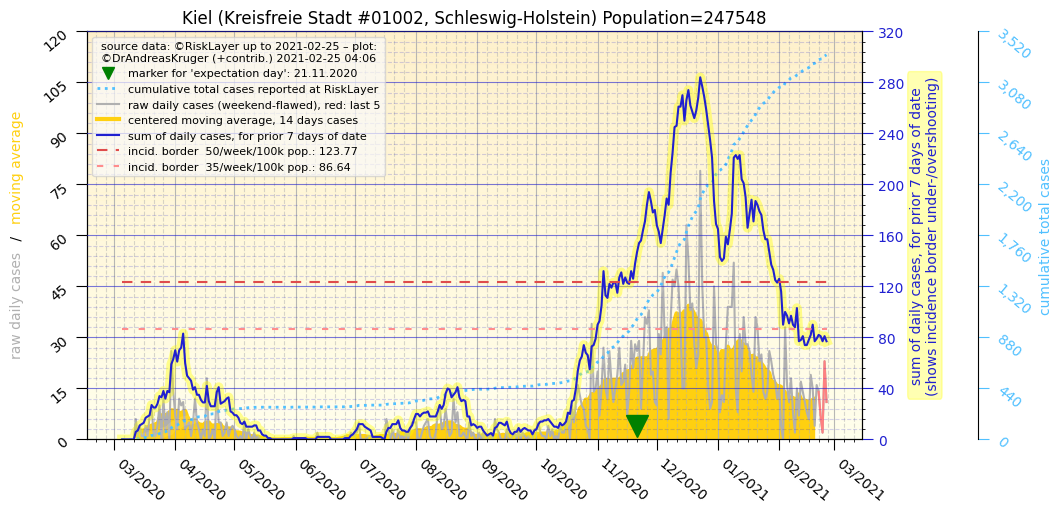 Kiel (Kreisfreie Stadt #01002, Schleswig-Holstein) Population=247548
source data: ©RiskLayer up to 2021-02-25 – plot:
©DrAndreasKruger (+contrib.) 2021-02-25 04:06
marker for 'expectation day': 21.11.2020
cumulative total cases reported at RiskLayer
raw daily cases (weekend-flawed), red: last 5
centered moving average, 14 days cases
sum of daily cases, for prior 7 days of date
incid. border 50/week/100k pop.: 123.77
incid. border 35/week/100k pop.: 86.64
raw daily cases / moving average
120
105
90
75
60
45
30
15
0
320
280
240
200
160
120
80
40
0
sum of daily cases, for prior 7 days of date
(shows incidence border under-/overshooting)
3,520
3,080
2,640
2,200
1,760
1,320
880
440
0
cumulative total cases
03/2020
04/2020
05/2020
06/2020
07/2020
08/2020
09/2020
10/2020
11/2020
12/2020
01/2021
02/2021
03/2021